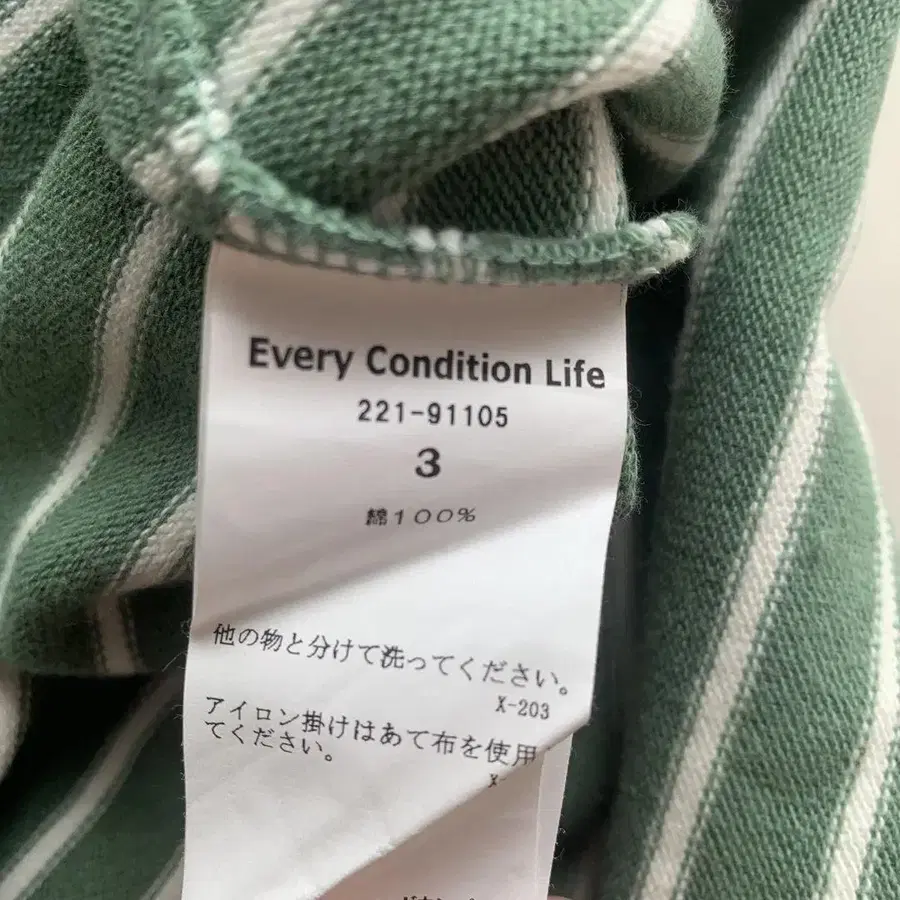 Every Condition Life
221-91105
3
綿100%
他の物と分けて洗ってください。
X-203
アイロン掛けはあて布を使用
てください。
X-